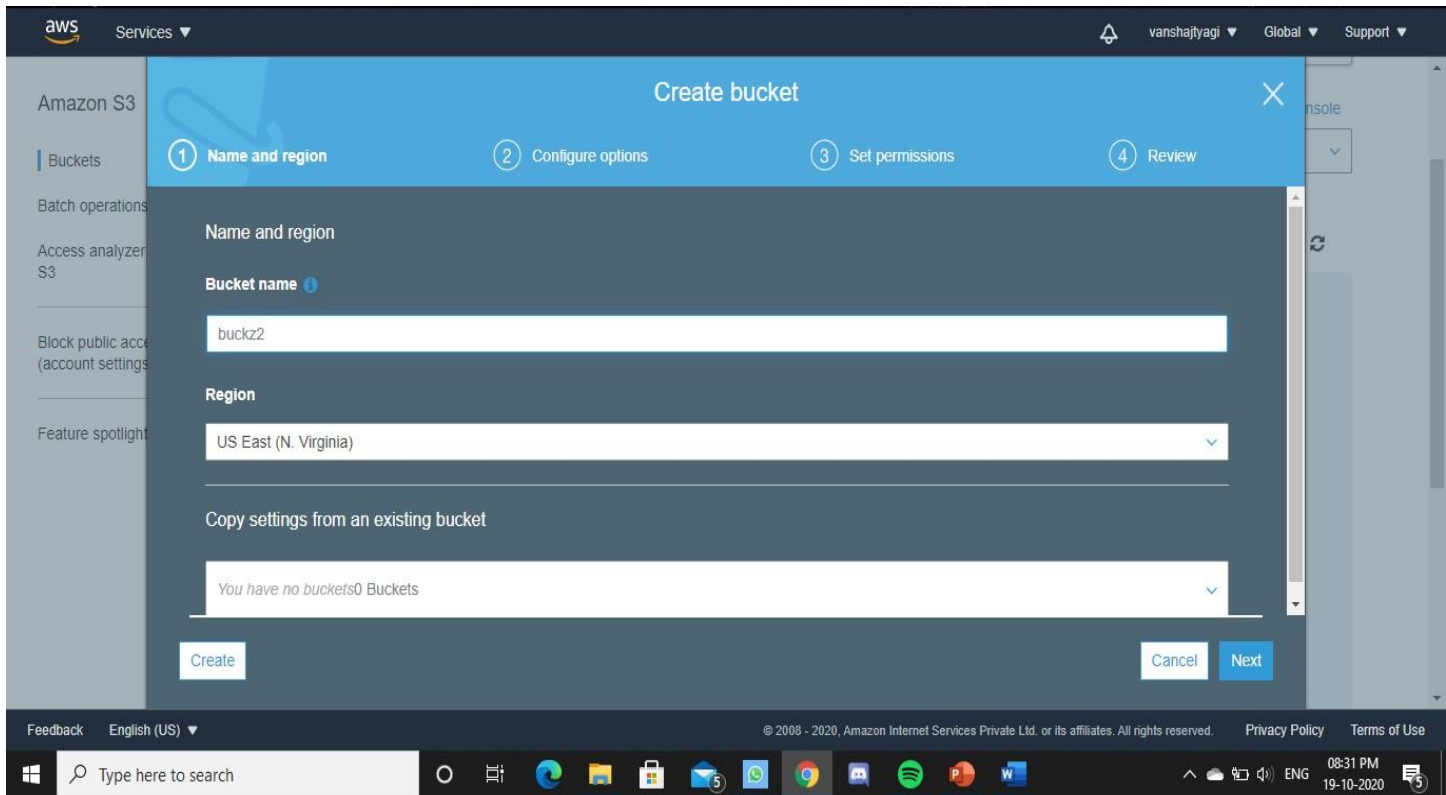 aws
Services ▼
vanshajtyagi ▼
Global ▼
Support ▼
Amazon S3
Buckets
Batch operations
Access analyzer
S3
Block public acce
(account settings
Feature spotlight
nsole
Create bucket
1 Name and region
2 Configure options
3 Set permissions
4 Review
Name and region
Bucket name
buckz2
Region
US East (N. Virginia)
Copy settings from an existing bucket
You have no buckets0 Buckets
Create
Cancel
Next
Feedback
English (US) ▼
© 2008 - 2020, Amazon Internet Services Private Ltd. or its affiliates. All rights reserved.
Privacy Policy
Terms of Use
Type here to search
5
ENG
08:31 PM
19-10-2020
5